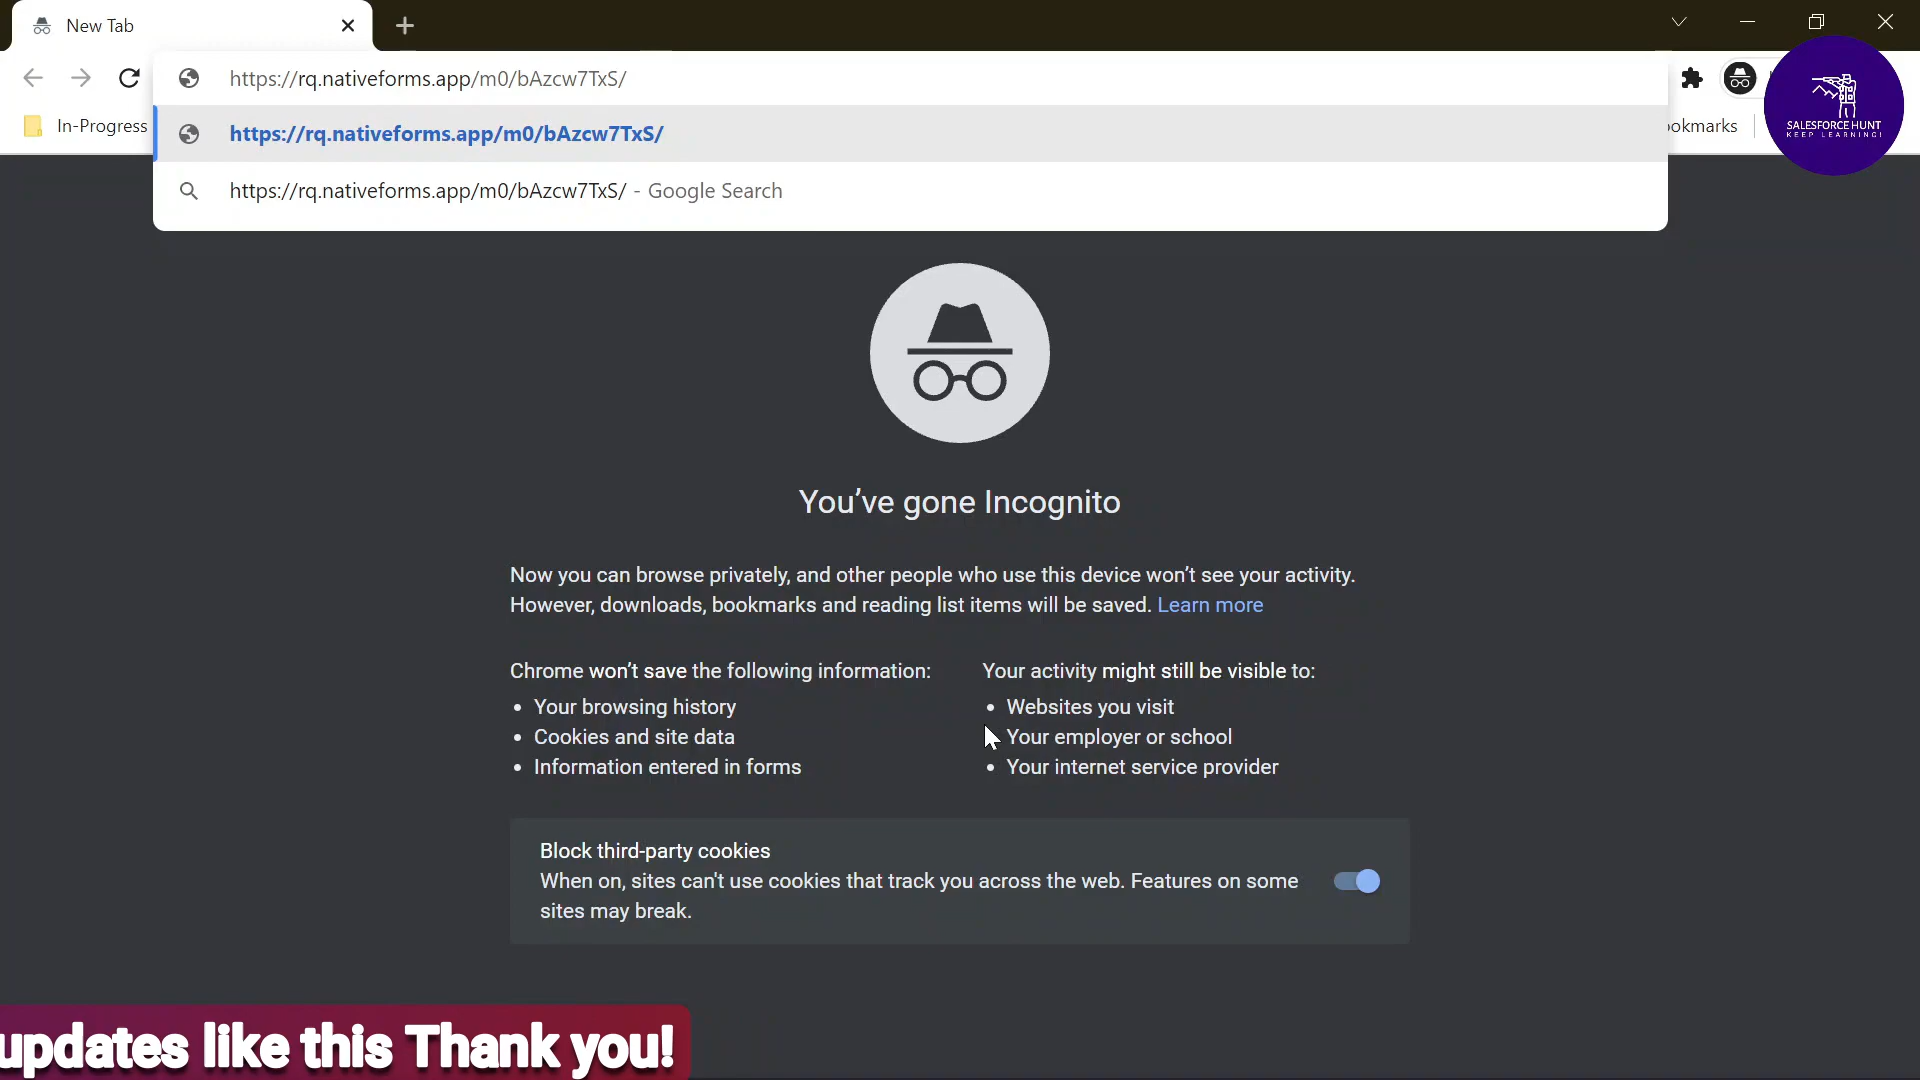 New Tab
https://rq.nativeforms.app/m0/bAzcw7TxS/
In-Progress
https://rq.nativeforms.app/m0/bAzcw7TxS/
okmarks
https://rq.nativeforms.app/m0/bAzcw7TxS/ - Google Search
SALESFORCE HUNT
KEEP LEARNING!
You've gone Incognito
Now you can browse privately, and other people who use this device won't see your activity.
However, downloads, bookmarks and reading list items will be saved. Learn more
Chrome won't save the following information:
Your browsing history
Cookies and site data
Information entered in forms
Your activity might still be visible to:
Websites you visit
Your employer or school
Your internet service provider
Block third-party cookies
When on, sites can't use cookies that track you across the web. Features on some
sites may break.
updates like this Thank you!